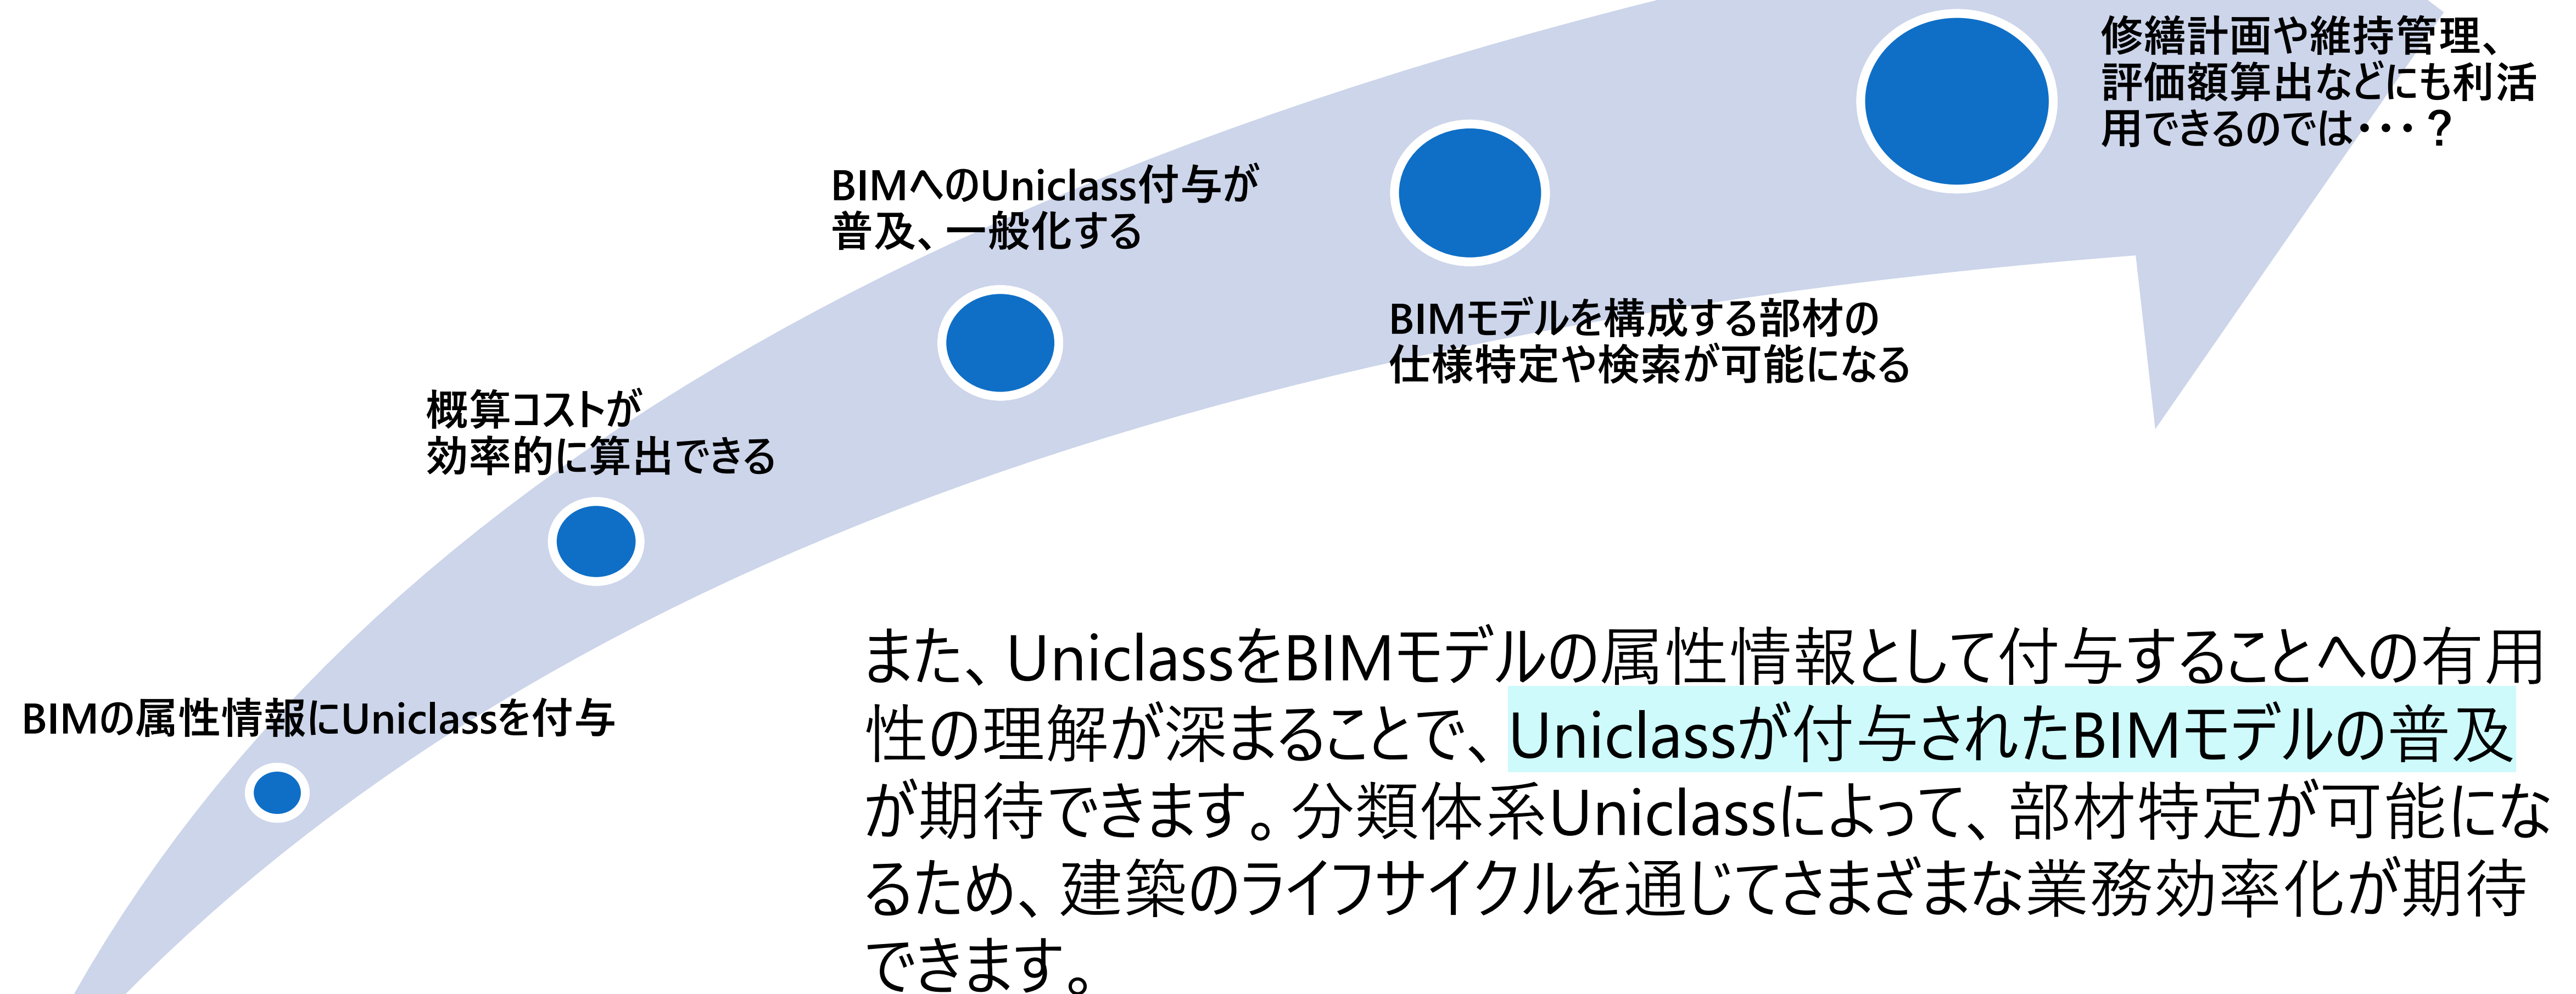 修繕計画や維持管理、
評価額算出などにも利活
用できるのでは・・・？
BIMへのUniclass付与が
普及、一般化する
BIMモデルを構成する部材の
仕様特定や検索が可能になる
概算コストが
効率的に算出できる
BIMの属性情報にUniclassを付与
また、UniclassをBIMモデルの属性情報として付与することへの有用
性の理解が深まることで、Uniclassが付与されたBIMモデルの普及
が期待できます。分類体系Uniclassによって、部材特定が可能にな
るため、建築のライフサイクルを通じてさまざまな業務効率化が期待
できます。